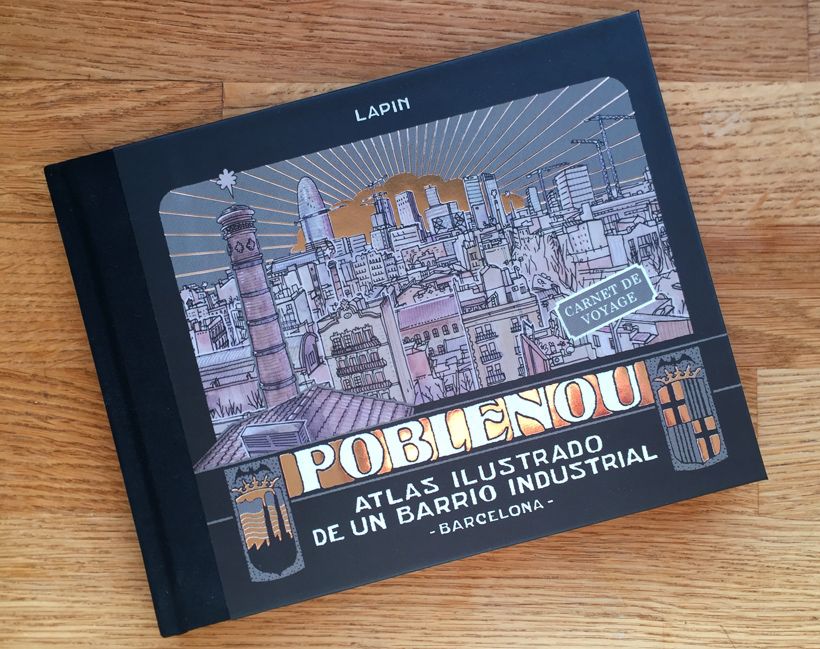 LAPIN
CARNET DE
VOYAGE
POBLENOU
ATLAS ILUSTRADO
DE UN BARRIO INDUSTRIAL
-BARCELONA-